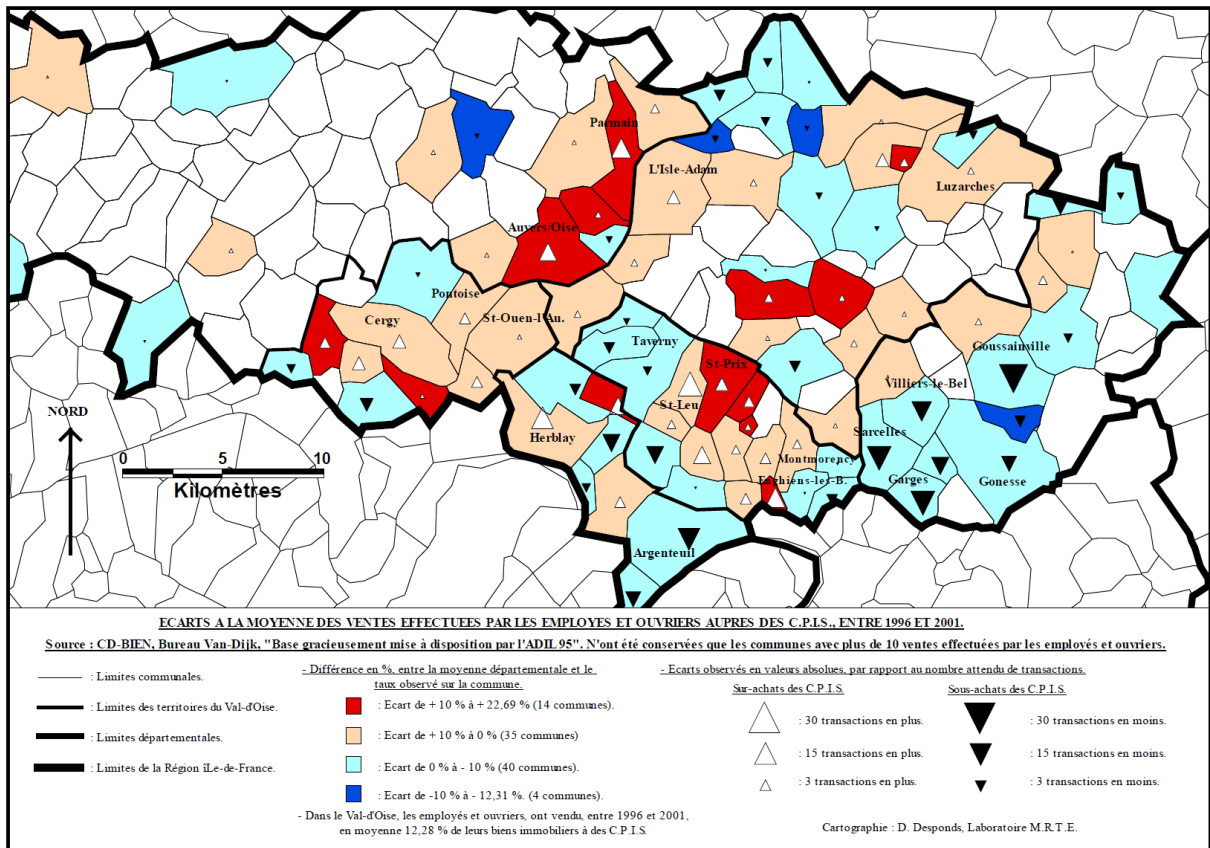 Parmain
L'Isle-Adam
Luzarches
Auvers/Oise
Pontoise
Cergy
St-Ouen-l'Au.
Taverny
Goussainville
St-Prix
Villiers-le-Bel
NORD
St-Leu
Herblay
Sarcelles
Montmorency
0 5 10
Enghiens-les-B.
Garges
Gonesse
Kilomètres
Argenteuil
ECARTS A LA MOYENNE DES VENTES EFFECTUEES PAR LES EMPLOYES ET OUVRIERS AUPRES DES C.P.I.S., ENTRE 1996 ET 2001.
Source : CD-BIEN, Bureau Van-Dijk, "Base gracieusement mise à disposition par l'ADIL 95". N'ont été conservées que les communes avec plus de 10 ventes effectuées par les employés et ouvriers.
: Limites communales.
: Limites des territoires du Val-d'Oise.
: Limites départementales.
: Limites de la Région îLe-de-France.
- Différence en %, entre la moyenne départementale et le
taux observé sur la commune.
: Ecart de + 10 % à + 22,69 % (14 communes).
: Ecart de + 10 % à 0 % (35 communes)
: Ecart de 0 % à - 10 % (40 communes).
: Ecart de -10 % à - 12,31 %. (4 communes).
- Dans le Val-d'Oise, les employés et ouvriers, ont vendu, entre 1996 et 2001,
en moyenne 12,28 % de leurs biens immobiliers à des C.P.I.S.
- Ecarts observés en valeurs absolues, par rapport au nombre attendu de transactions.
Sur-achats des C.P.I.S.
: 30 transactions en plus.
: 15 transactions en plus.
: 3 transactions en plus.
Sous-achats des C.P.I.S.
: 30 transactions en moins.
: 15 transactions en moins.
: 3 transactions en moins.
Cartographie : D. Desponds, Laboratoire M.R.T.E.